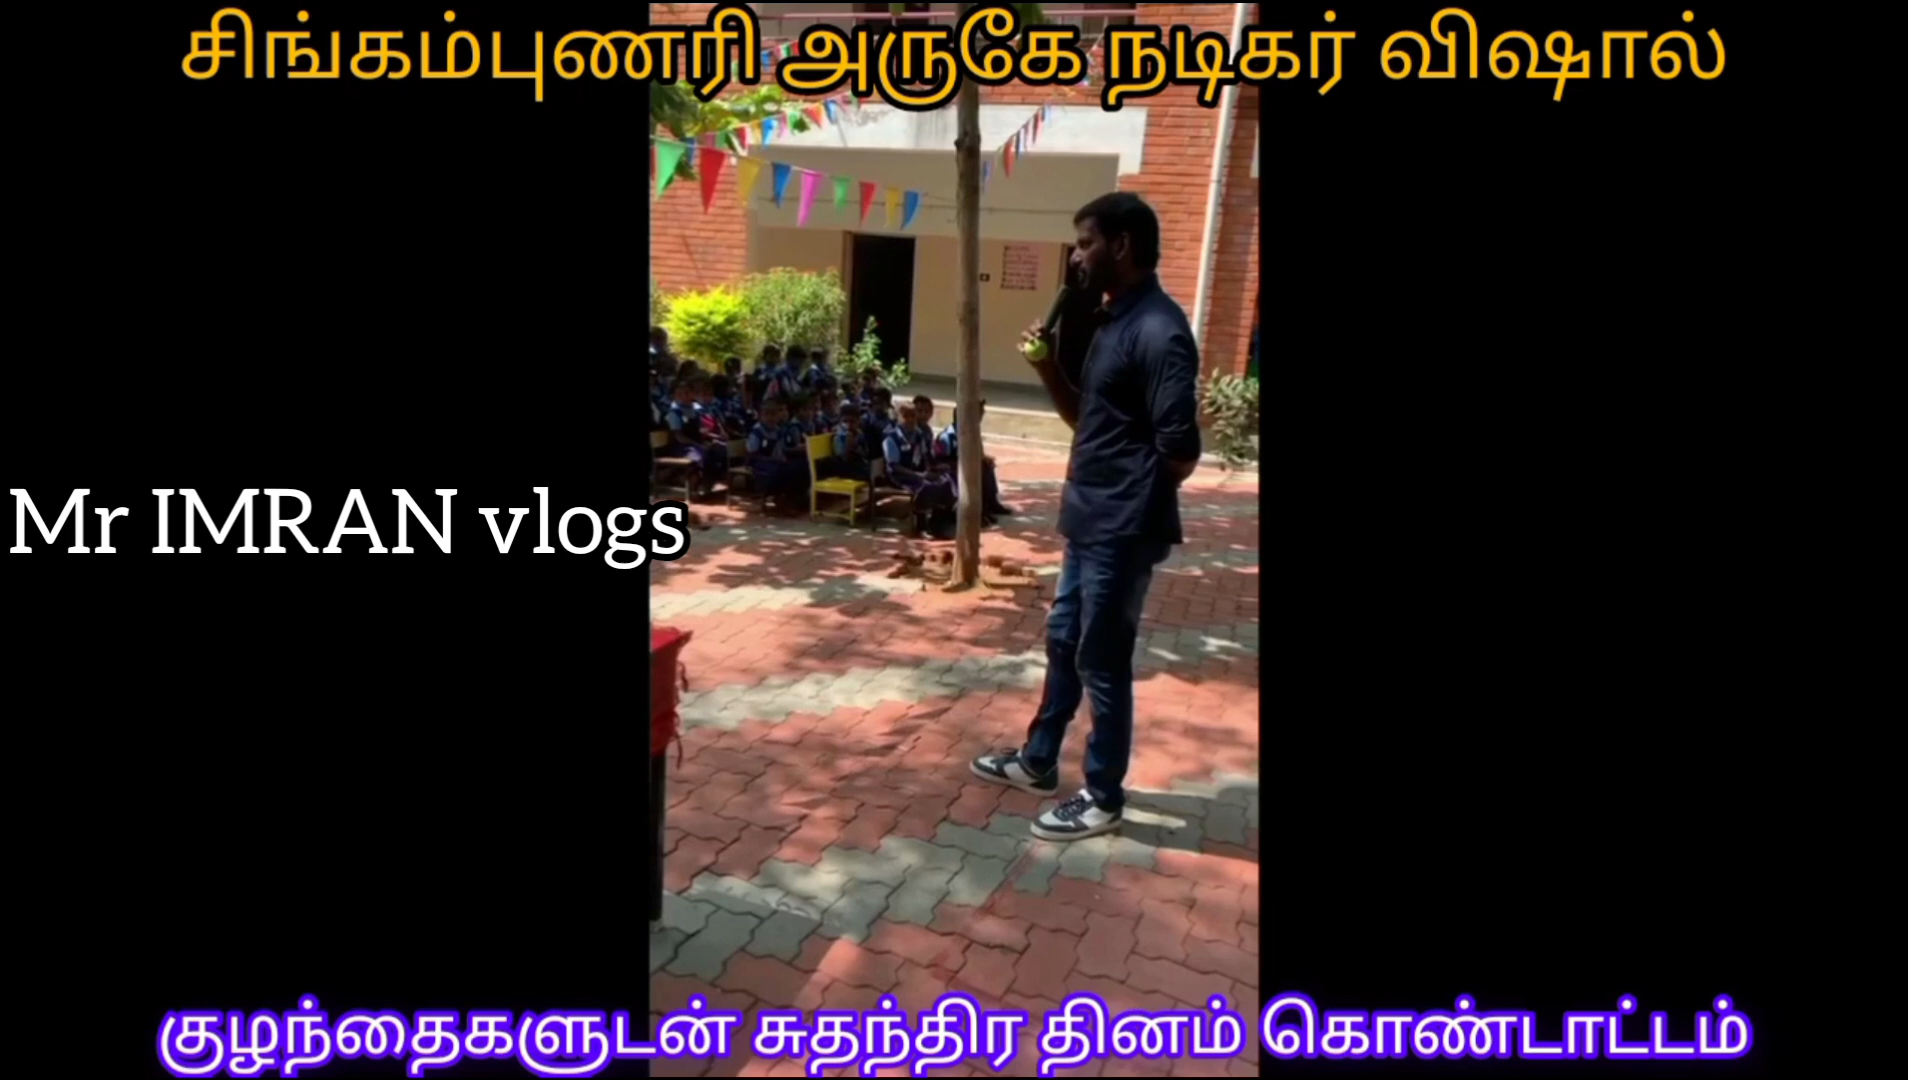 சிங்கம்புணரி அருகே நடிகர் விஷால்
Mr IMRAN vlogs
குழந்தைகளுடன் சுதந்திர தினம் கொண்டாட்டம்